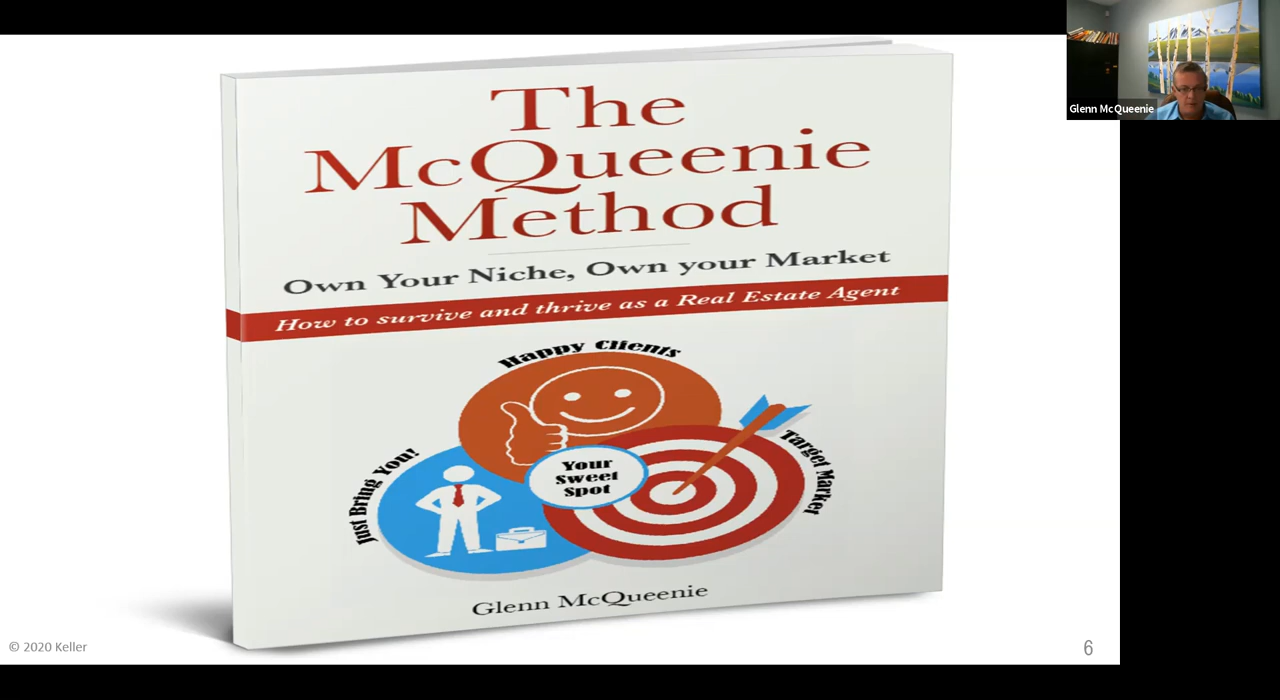 The
McQueenie
Method
Own Your Niche, Own your Market
How to survive and thrive as a Real Estate Agent
Happy Clients
Just Bring You!
Target Market
Your
Sweet
Spot
Glenn McQueenie
© 2020 Keller
6
Glenn McQueenie